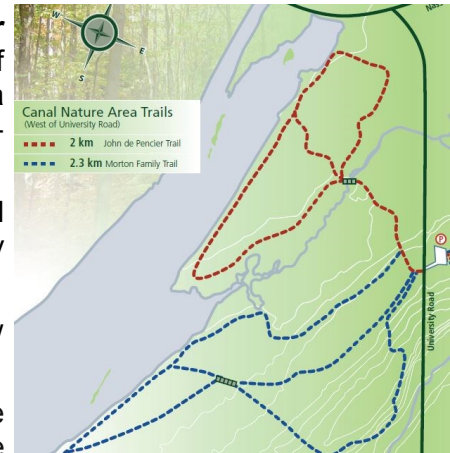 W
E
S
Canal Nature Area Trails
(West of University Road)
2 km John de Pencier Trail
2.3 km Morton Family Trail
P
University Road